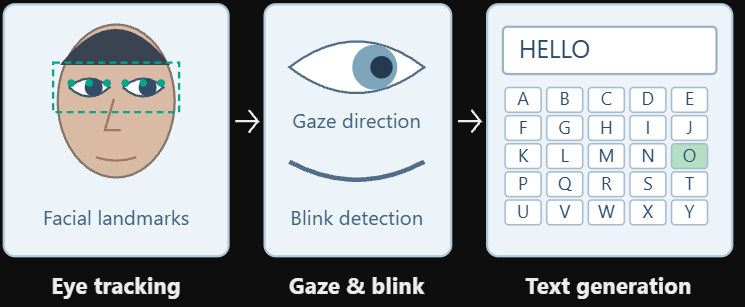 Facial landmarks
Eye tracking
Gaze direction
Blink detection
Gaze & blink
HELLO
A B C D E
F G H I J
K L M N O
P Q R S T
U V W X Y
Text generation